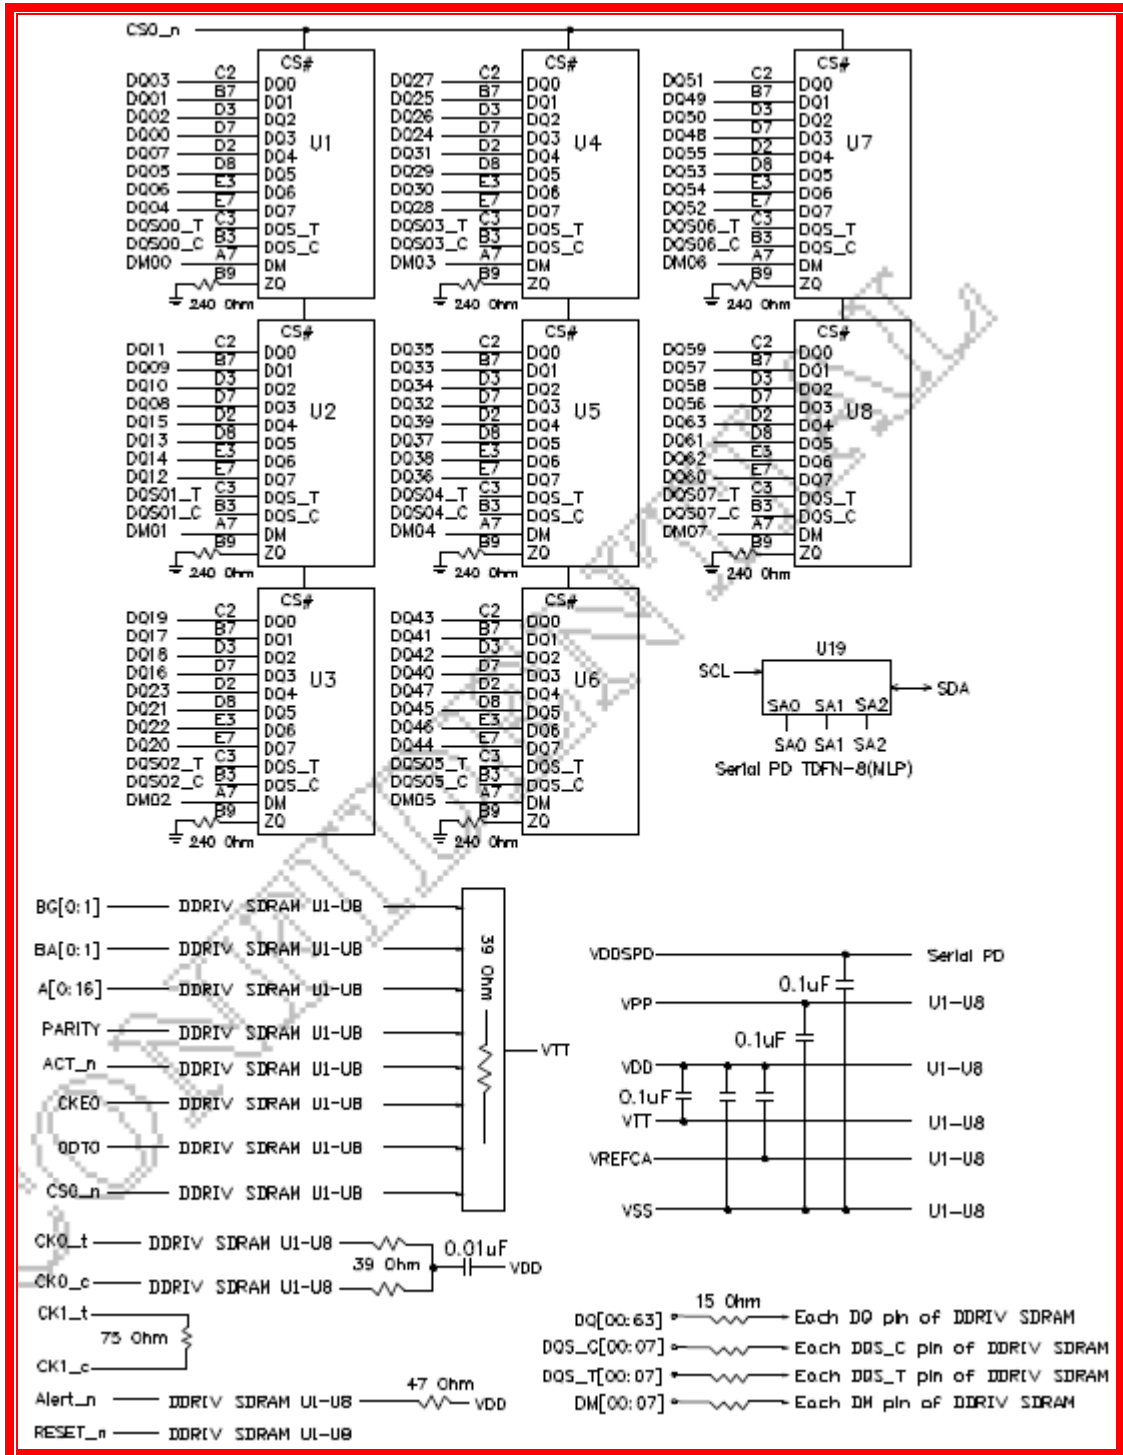 CS0_n
CS# CS# CS#
DQ03 C2 DQ0 DQ27 C2 DQ0 DQ51 C2 DQ0
DQ01 B7 DQ1 DQ25 B7 DQ1 DQ49 B7 DQ1
DQ02 D3 DQ2 DQ26 D3 DQ2 DQ50 D3 DQ2
DQ00 D7 DQ3 U1 DQ24 D7 DQ3 U4 DQ48 D7 DQ3 U7
DQ07 D2 DQ4 DQ31 D2 DQ4 DQ55 D2 DQ4
DQ05 D8 DQ5 DQ29 D8 DQ5 DQ53 D8 DQ5
DQ06 E3 DQ6 DQ30 E3 DQ6 DQ54 E3 DQ6
DQ04 E7 DQ7 DQ28 E7 DQ7 DQ52 E7 DQ7
DQS00_T C3 DQS_T DQS03_T C3 DQS_T DQS06_T C3 DQS_T
DQS00_C B3 DQS_C DQS03_C B3 DQS_C DQS06_C B3 DQS_C
DM00 A7 DM DM03 A7 DM DM06 A7 DM
B9 ZQ B9 ZQ B9 ZQ
240 Ohm 240 Ohm 240 Ohm
CS# CS# CS#
DQ11 C2 DQ0 DQ35 C2 DQ0 DQ59 C2 DQ0
DQ09 B7 DQ1 DQ33 B7 DQ1 DQ57 B7 DQ1
DQ10 D3 DQ2 DQ34 D3 DQ2 DQ58 D3 DQ2
DQ08 D7 DQ3 U2 DQ32 D7 DQ3 U5 DQ56 D7 DQ3 U8
DQ15 D2 DQ4 DQ39 D2 DQ4 DQ63 D2 DQ4
DQ13 D8 DQ5 DQ37 D8 DQ5 DQ61 D8 DQ5
DQ14 E3 DQ6 DQ38 E3 DQ6 DQ62 E3 DQ6
DQ12 E7 DQ7 DQ36 E7 DQ7 DQ60 E7 DQ7
DQS01_T C3 DQS_T DQS04_T C3 DQS_T DQS07_T C3 DQS_T
DQS01_C B3 DQS_C DQS04_C B3 DQS_C DQS07_C B3 DQS_C
DM01 A7 DM DM04 A7 DM DM07 A7 DM
B9 ZQ B9 ZQ B9 ZQ
240 Ohm 240 Ohm 240 Ohm
CS# CS#
DQ19 C2 DQ0 DQ43 C2 DQ0
DQ17 B7 DQ1 DQ41 B7 DQ1
DQ18 D3 DQ2 DQ42 D3 DQ2
DQ16 D7 DQ3 U3 DQ40 D7 DQ3 U6
DQ23 D2 DQ4 DQ47 D2 DQ4
DQ21 D8 DQ5 DQ45 D8 DQ5
DQ22 E3 DQ6 DQ46 E3 DQ6
DQ20 E7 DQ7 DQ44 E7 DQ7
DQS02_T C3 DQS_T DQS05_T C3 DQS_T
DQS02_C B3 DQS_C DQS05_C B3 DQS_C
DM02 A7 DM DM05 A7 DM
B9 ZQ B9 ZQ
240 Ohm 240 Ohm
U19
SCL SDA
SA0 SA1 SA2
SA0 SA1 SA2
Serial PD TDFN-8(MLP)
BG[0:1] DDRIV SDRAM U1-U8
BA[0:1] DDRIV SDRAM U1-U8
A[0:16] DDRIV SDRAM U1-U8
PARITY DDRIV SDRAM U1-U8
ACT_n DDRIV SDRAM U1-U8
CKE0 DDRIV SDRAM U1-U8
ODT0 DDRIV SDRAM U1-U8
CS0_n DDRIV SDRAM U1-U8
39 Ohm
VTT
VDDSPD Serial PD
0.1uF
VPP U1-U8
0.1uF
VDD U1-U8
0.1uF
VTT U1-U8
VREFCA U1-U8
VSS U1-U8
CK0_t DDRIV SDRAM U1-U8
39 Ohm 0.01uF VDD
CK0_c DDRIV SDRAM U1-U8
CK1_t
75 Ohm
CK1_c
Alert_n DDRIV SDRAM U1-U8 47 Ohm VDD
RESET_n DDRIV SDRAM U1-U8
15 Ohm
DQ[00:63] Each DQ pin of DDRIV SDRAM
DQS_C[00:07] Each DQS_C pin of DDRIV SDRAM
DQS_T[00:07] Each DQS_T pin of DDRIV SDRAM
DM[00:07] Each DM pin of DDRIV SDRAM
CONFIDENTIAL